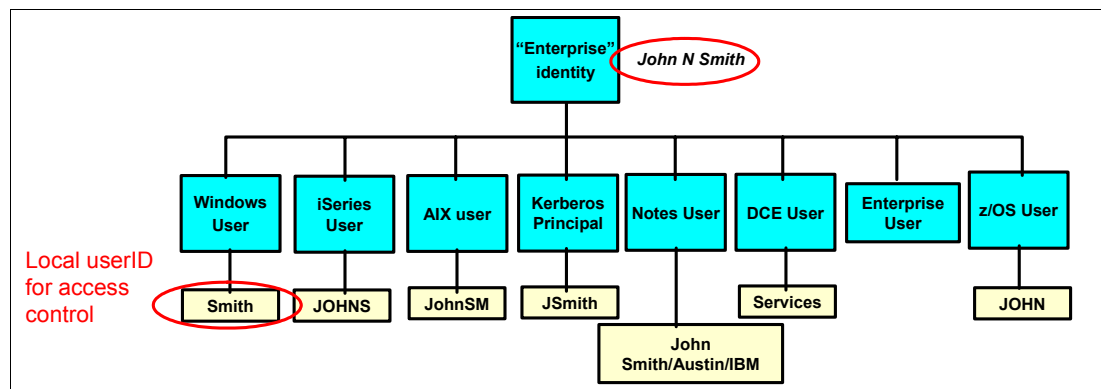 “Enterprise”
identity
John N Smith
Windows
User
iSeries
User
AIX user
Kerberos
Principal
Notes User
DCE User
Enterprise
User
z/OS User
Local userID
for access
control
Smith
JOHNS
JohnSM
JSmith
Services
JOHN
John
Smith/Austin/IBM